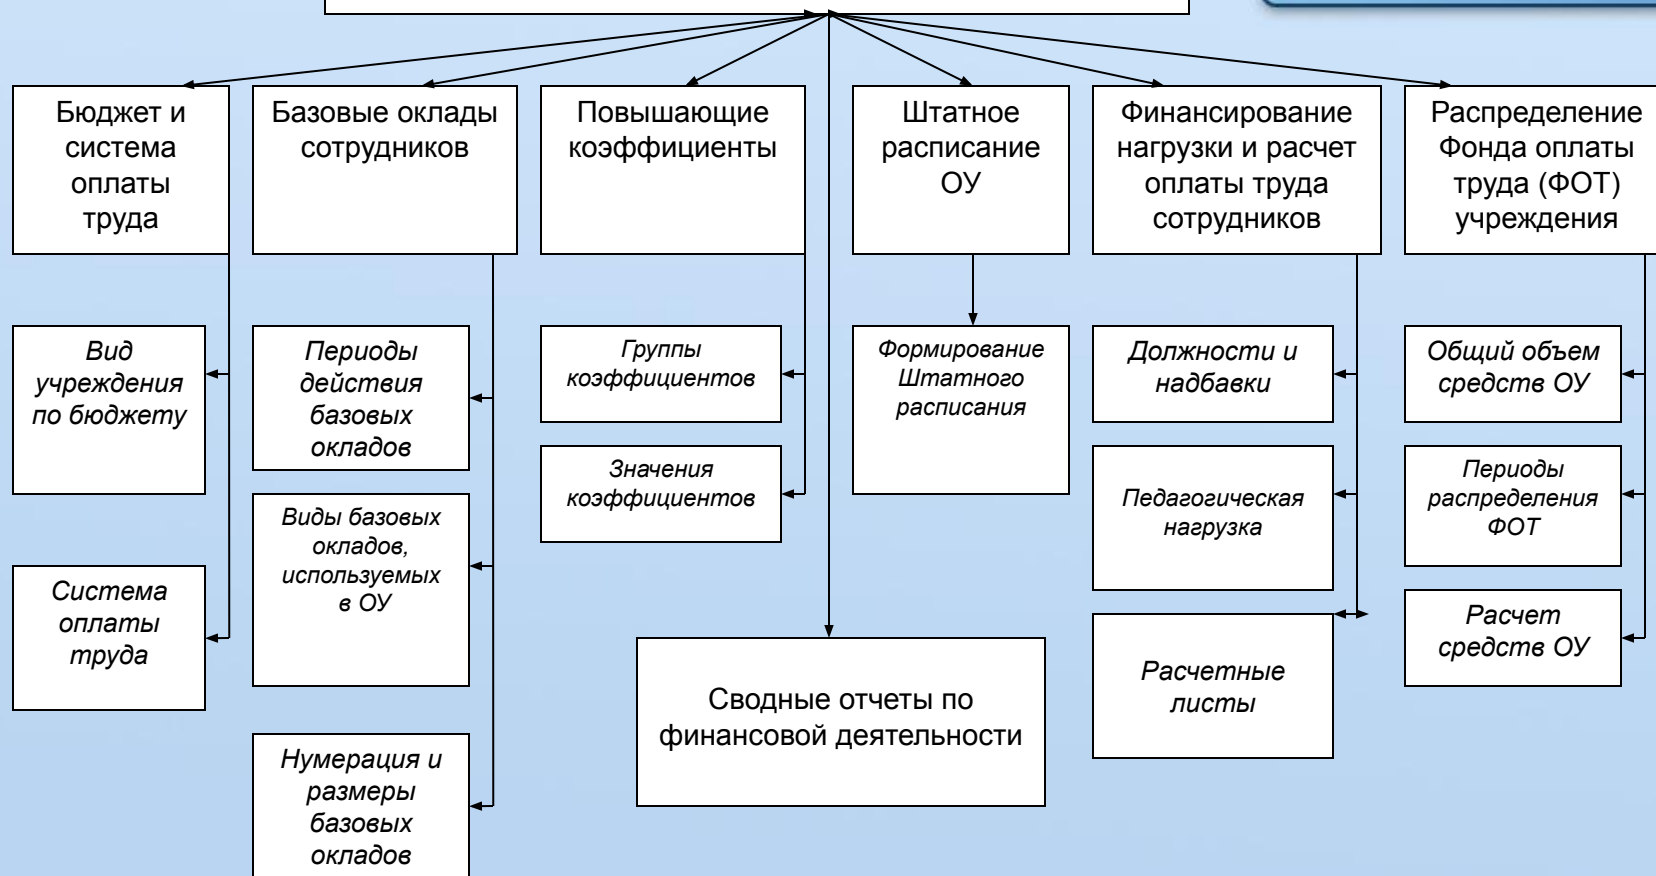 Бюджет и
система
оплаты
труда
Базовые оклады
сотрудников
Повышающие
коэффициенты
Штатное
расписание
ОУ
Финансирование
нагрузки и расчет
оплаты труда
сотрудников
Распределение
Фонда оплаты
труда (ФОТ)
учреждения
Вид
учреждения
по бюджету
Система
оплаты
труда
Периоды
действия
базовых
окладов
Виды базовых
окладов,
используемых
в ОУ
Нумерация и
размеры
базовых
окладов
Группы
коэффициентов
Значения
коэффициентов
Формирование
Штатного
расписания
Сводные отчеты по
финансовой деятельности
Должности и
надбавки
Педагогическая
нагрузка
Расчетные
листы
Общий объем
средств ОУ
Периоды
распределения
ФОТ
Расчет
средств ОУ